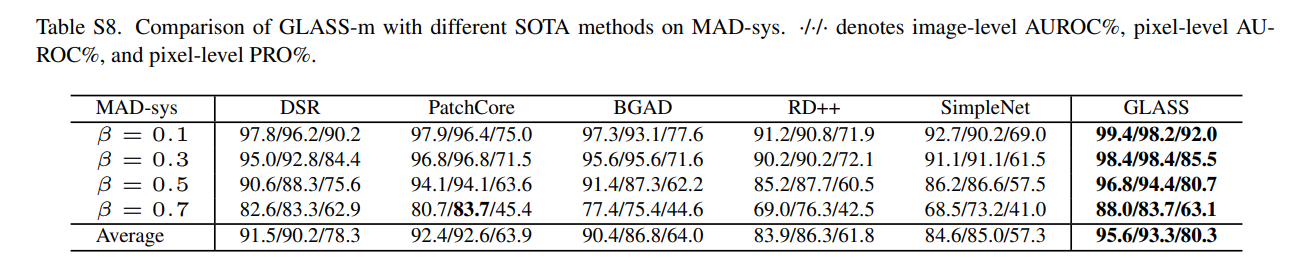 Table S8. Comparison of GLASS-m with different SOTA methods on MAD-sys. ·/·/· denotes image-level AUROC%, pixel-level AU-
ROC%, and pixel-level PRO%.
MAD-sys DSR PatchCore BGAD RD++ SimpleNet GLASS
β = 0.1 97.8/96.2/90.2 97.9/96.4/75.0 97.3/93.1/77.6 91.2/90.8/71.9 92.7/90.2/69.0 99.4/98.2/92.0
β = 0.3 95.0/92.8/84.4 96.8/96.8/71.5 95.6/95.6/71.6 90.2/90.2/72.1 91.1/91.1/61.5 98.4/98.4/85.5
β = 0.5 90.6/88.3/75.6 94.1/94.1/63.6 91.4/87.3/62.2 85.2/87.7/60.5 86.2/86.6/57.5 96.8/94.4/80.7
β = 0.7 82.6/83.3/62.9 80.7/83.7/45.4 77.4/75.4/44.6 69.0/76.3/42.5 68.5/73.2/41.0 88.0/83.7/63.1
Average 91.5/90.2/78.3 92.4/92.6/63.9 90.4/86.8/64.0 83.9/86.3/61.8 84.6/85.0/57.3 95.6/93.3/80.3